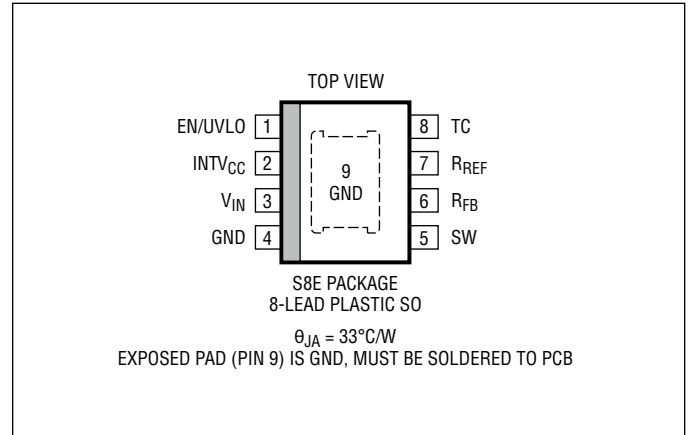 TOP VIEW
EN/UVLO 1
INTVCC 2
VIN 3
GND 4
9
GND
8 TC
7 RREF
6 RFB
5 SW
S8E PACKAGE
8-LEAD PLASTIC SO
θJA = 33°C/W
EXPOSED PAD (PIN 9) IS GND, MUST BE SOLDERED TO PCB